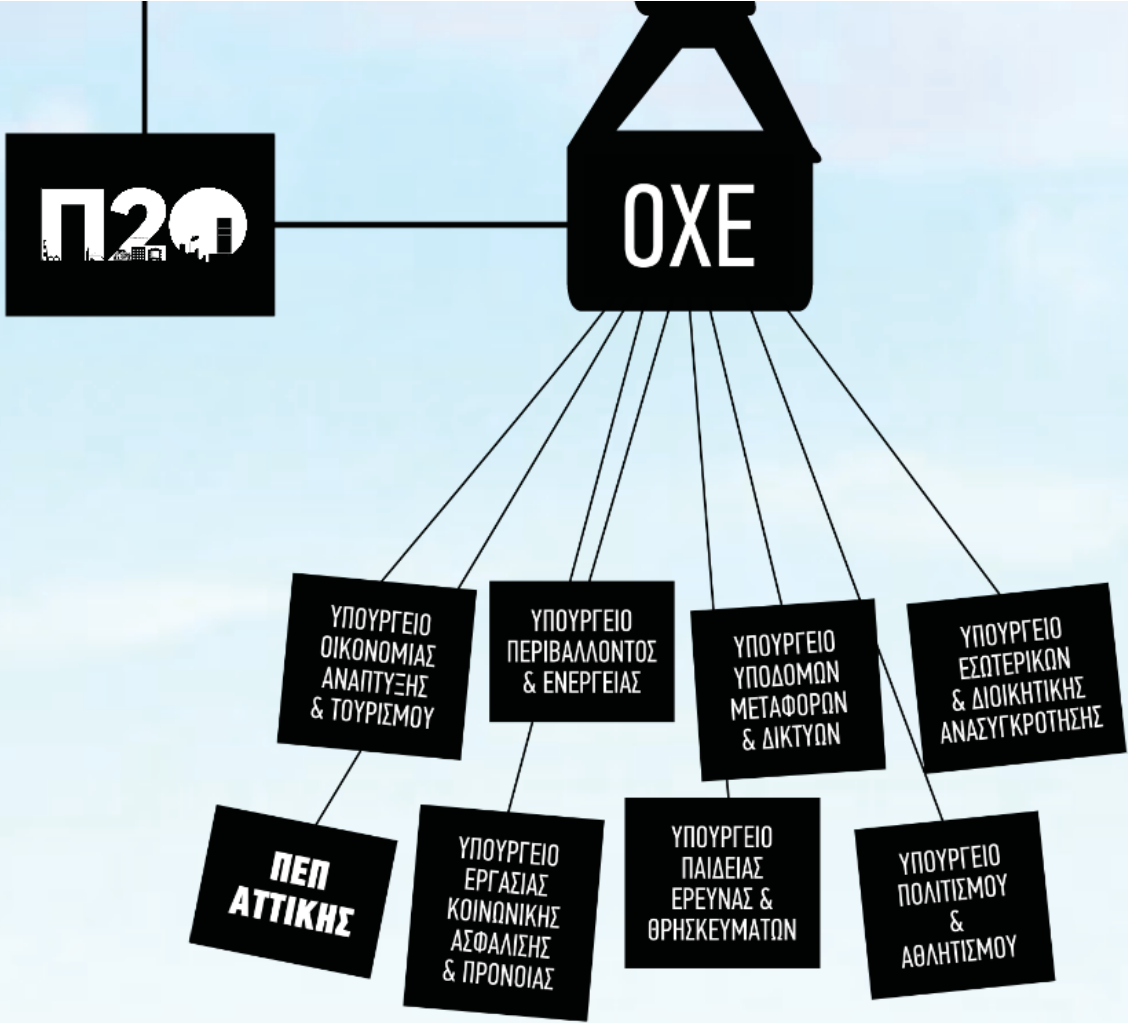 Π20
ΟΧΕ
ΥΠΟΥΡΓΕΙΟ
ΟΙΚΟΝΟΜΙΑΣ
ΑΝΑΠΤΥΞΗΣ
& ΤΟΥΡΙΣΜΟΥ
ΥΠΟΥΡΓΕΙΟ
ΠΕΡΙΒΑΛΛΟΝΤΟΣ
& ΕΝΕΡΓΕΙΑΣ
ΥΠΟΥΡΓΕΙΟ
ΥΠΟΔΟΜΩΝ
ΜΕΤΑΦΟΡΩΝ
& ΔΙΚΤΥΩΝ
ΥΠΟΥΡΓΕΙΟ
ΕΣΩΤΕΡΙΚΩΝ
& ΔΙΟΙΚΗΤΙΚΗΣ
ΑΝΑΣΥΓΚΡΟΤΗΣΗΣ
ΠΕΠ
ΑΤΤΙΚΗΣ
ΥΠΟΥΡΓΕΙΟ
ΕΡΓΑΣΙΑΣ
ΚΟΙΝΩΝΙΚΗΣ
ΑΣΦΑΛΙΣΗΣ
& ΠΡΟΝΟΙΑΣ
ΥΠΟΥΡΓΕΙΟ
ΠΑΙΔΕΙΑΣ
ΕΡΕΥΝΑΣ &
ΘΡΗΣΚΕΥΜΑΤΩΝ
ΥΠΟΥΡΓΕΙΟ
ΠΟΛΙΤΙΣΜΟΥ
&
ΑΘΛΗΤΙΣΜΟΥ